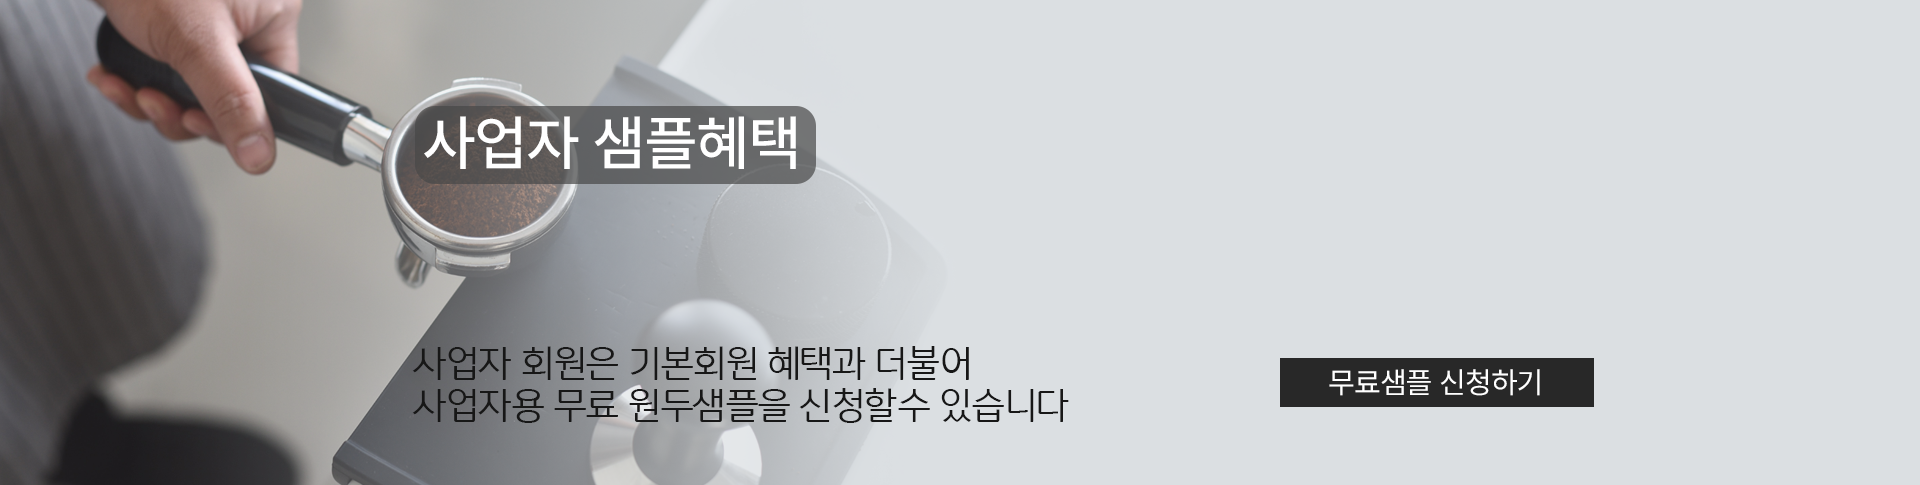 사업자 샘플혜택
사업자 회원은 기본회원 혜택과 더불어
사업자용 무료 원두샘플을 신청할수 있습니다
무료샘플 신청하기